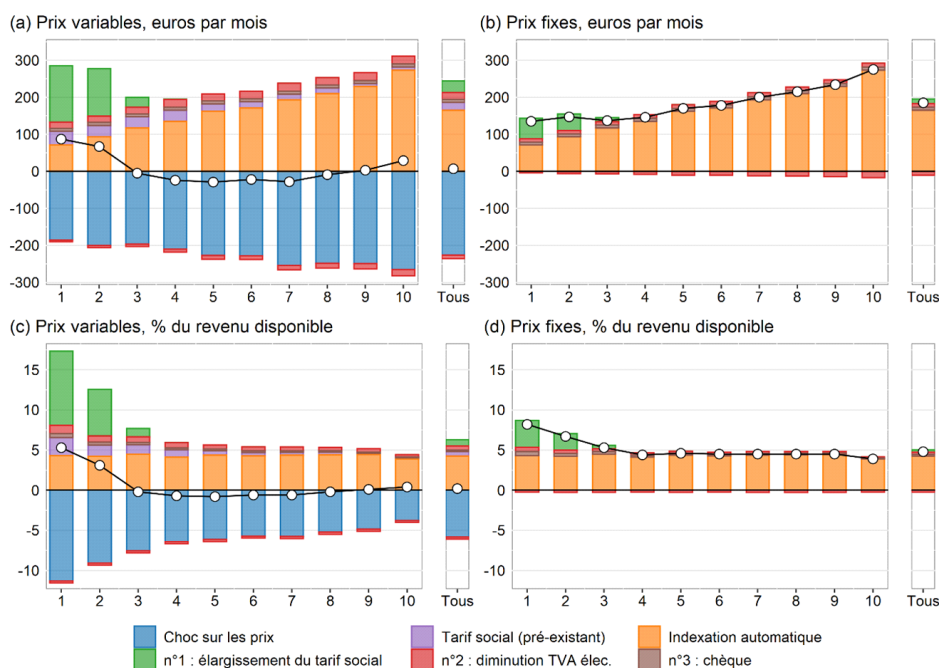 (a) Prix variables, euros par mois
300
200
100
0
-100
-200
-300
1 2 3 4 5 6 7 8 9 10 Tous
(b) Prix fixes, euros par mois
300
200
100
0
-100
-200
-300
1 2 3 4 5 6 7 8 9 10 Tous
(c) Prix variables, % du revenu disponible
15
10
5
0
-5
-10
1 2 3 4 5 6 7 8 9 10 Tous
(d) Prix fixes, % du revenu disponible
15
10
5
0
-5
-10
1 2 3 4 5 6 7 8 9 10 Tous
Choc sur les prix Tarif social (pré-existant) Indexation automatique
n°1 : élargissement du tarif social n°2 : diminution TVA élec. n°3 : chèque